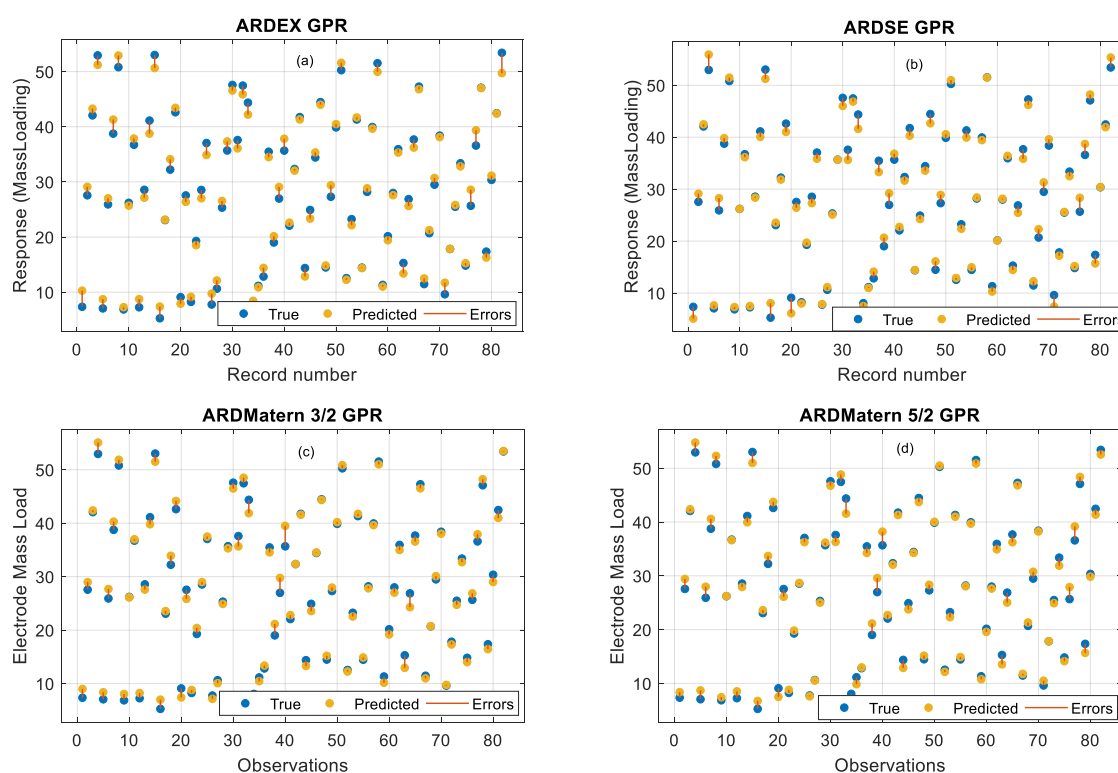 ARDEX GPR
(a)
Response (MassLoading)
50
40
30
20
10
True Predicted Errors
0 10 20 30 40 50 60 70 80
Record number
ARDSE GPR
(b)
Response (MassLoading)
50
40
30
20
10
True Predicted Error
0 10 20 30 40 50 60 70 80
Record number
ARDMatern 3/2 GPR
(c)
Electrode Mass Load
50
40
30
20
10
True Predicted Errors
0 10 20 30 40 50 60 70 80
Observations
ARDMatern 5/2 GPR
(d)
Electrode Mass Load
50
40
30
20
10
True Predicted Errors
0 10 20 30 40 50 60 70 80
Observations